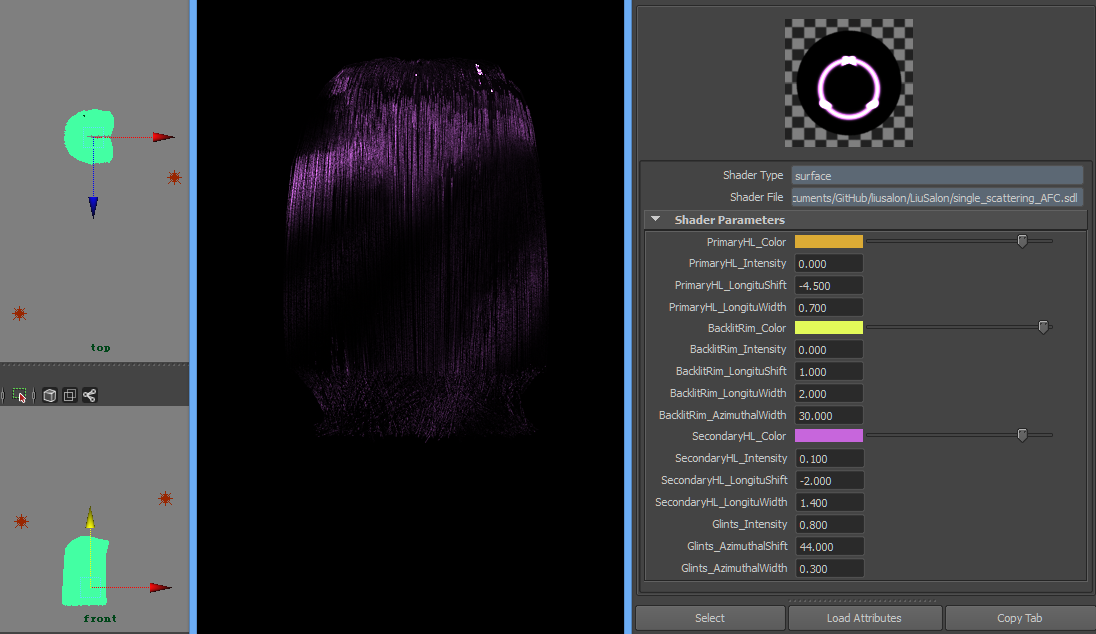 top
front
Shader Type surface
Shader File cuments/GitHub/liusalon/LiuSalon/single_scattering_AFC.sdl
Shader Parameters
PrimaryHL_Color
PrimaryHL_Intensity 0.000
PrimaryHL_LongituShift -4.500
PrimaryHL_LongituWidth 0.700
BacklitRim_Color
BacklitRim_Intensity 0.000
BacklitRim_LongituShift 1.000
BacklitRim_LongituWidth 2.000
BacklitRim_AzimuthalWidth 30.000
SecondaryHL_Color
SecondaryHL_Intensity 0.100
SecondaryHL_LongituShift -2.000
SecondaryHL_LongituWidth 1.400
Glints_Intensity 0.800
Glints_AzimuthalShift 44.000
Glints_AzimuthalWidth 0.300
Select Load Attributes Copy Tab